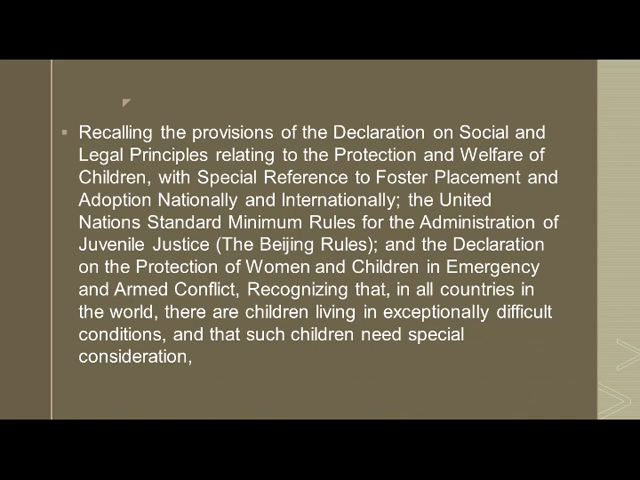 Recalling the provisions of the Declaration on Social and
Legal Principles relating to the Protection and Welfare of
Children, with Special Reference to Foster Placement and
Adoption Nationally and Internationally; the United
Nations Standard Minimum Rules for the Administration of
Juvenile Justice (The Beijing Rules); and the Declaration
on the Protection of Women and Children in Emergency
and Armed Conflict, Recognizing that, in all countries in
the world, there are children living in exceptionally difficult
conditions, and that such children need special
consideration,